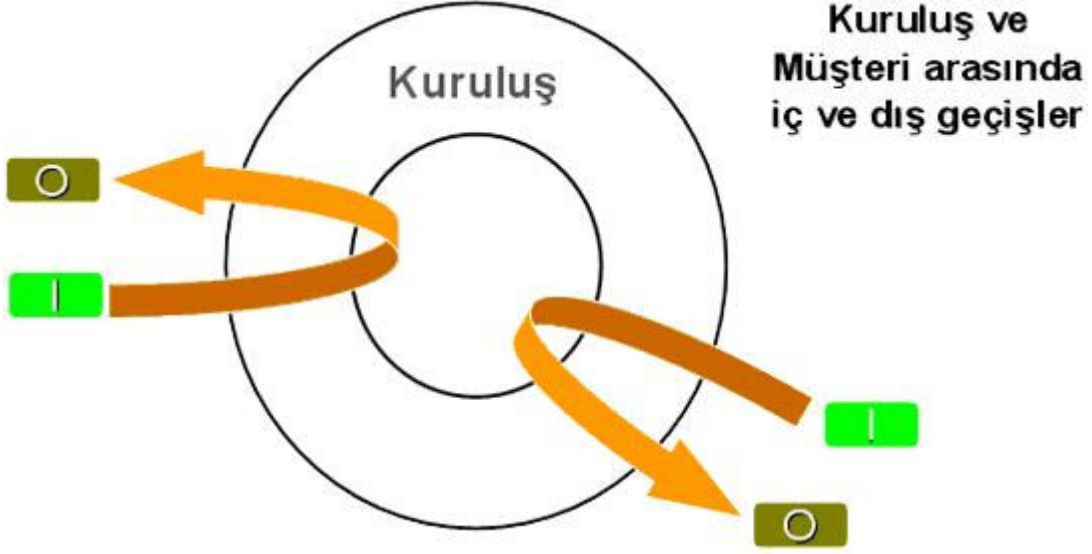 Kuruluş ve
Müşteri arasında
iç ve dış geçişler
Kuruluş
O
I
I
O